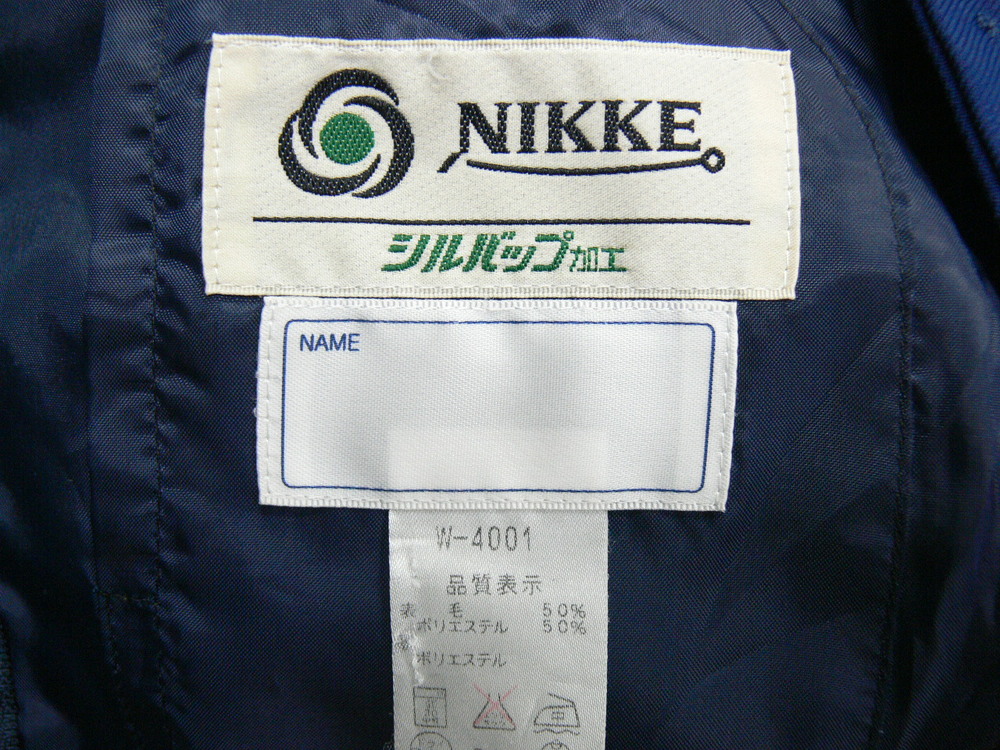 NIKKE
シルバップ加工
NAME
W-4001
品質表示
表 毛 50%
ポリエステル 50%
ポリエステル